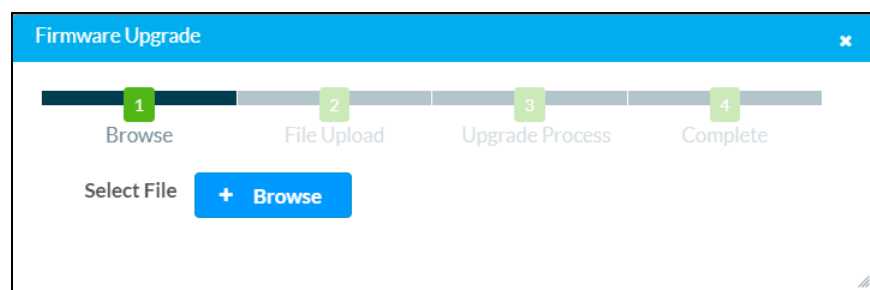 Firmware Upgrade
1 2 3 4
Browse File Upload Upgrade Process Complete
Select File + Browse